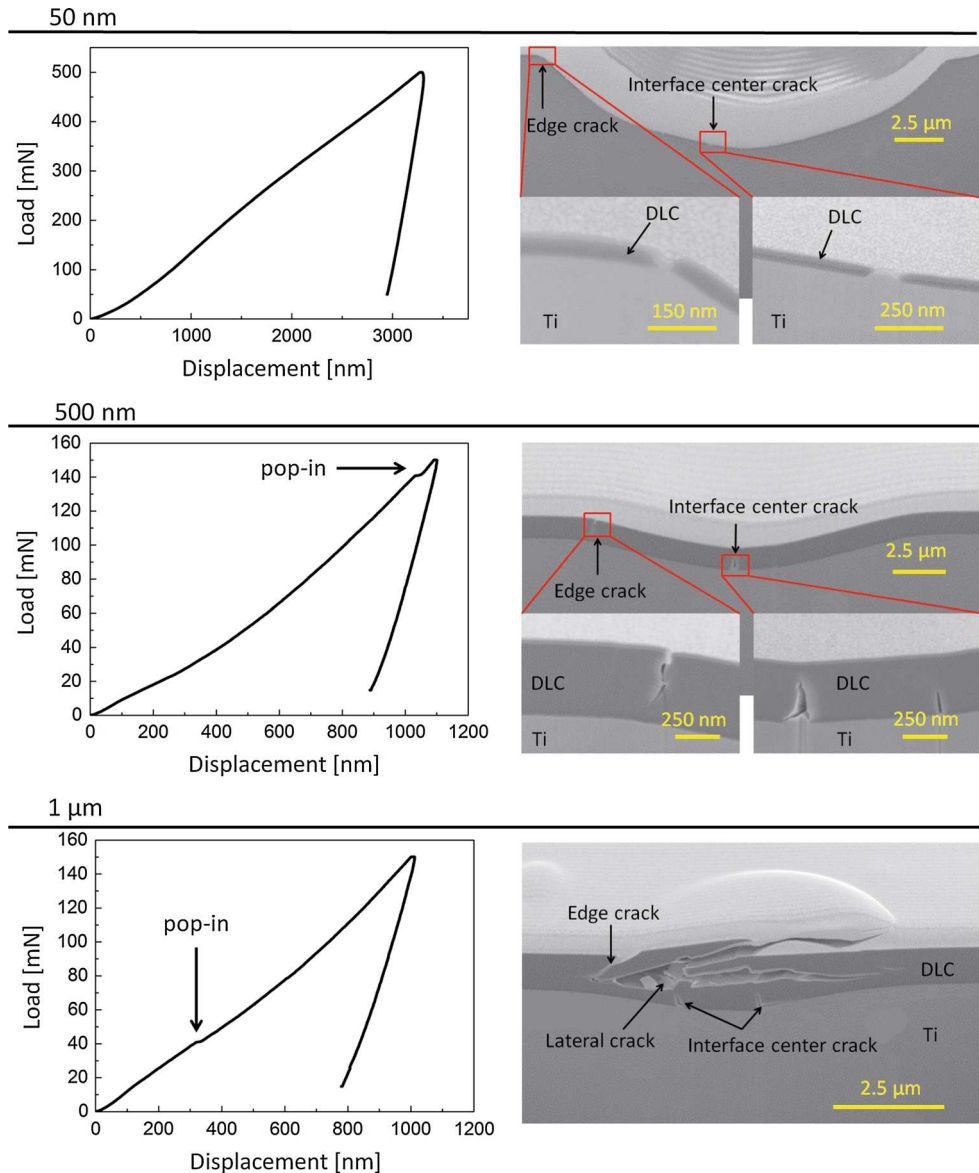 50 nm
500
400
300
200
100
0
0 1000 2000 3000
Load [mN]
Displacement [nm]
Edge crack
Interface center crack
2.5 µm
DLC
Ti
150 nm
DLC
Ti
250 nm
500 nm
160
140
120
100
80
60
40
20
0
0 200 400 600 800 1000 1200
Load [mN]
Displacement [nm]
pop-in
Interface center crack
Edge crack
2.5 µm
DLC
Ti
250 nm
DLC
Ti
250 nm
1 µm
160
140
120
100
80
60
40
20
0
0 200 400 600 800 1000 1200
Load [mN]
Displacement [nm]
pop-in
Edge crack
DLC
Lateral crack
Interface center crack
Ti
2.5 µm